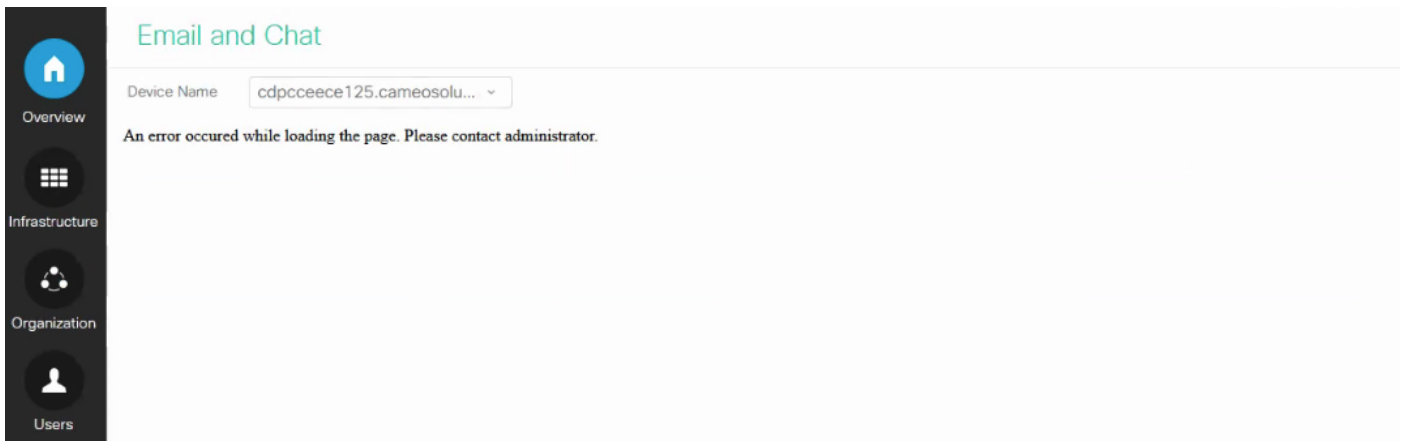 Email and Chat
Device Name cdpcceece125.cameosolu...
An error occured while loading the page. Please contact administrator.
Overview
Infrastructure
Organization
Users